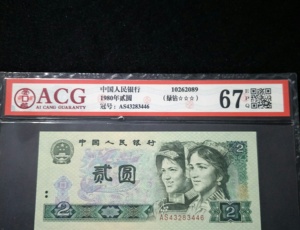 ACG
AI CANG GUARANTY
中国人民银行
1980年贰圆
冠号：AS43283446
10262089
(绿钻☆☆☆)
67 EPQ
中国人民银行
贰圆
2
2
AS43283446